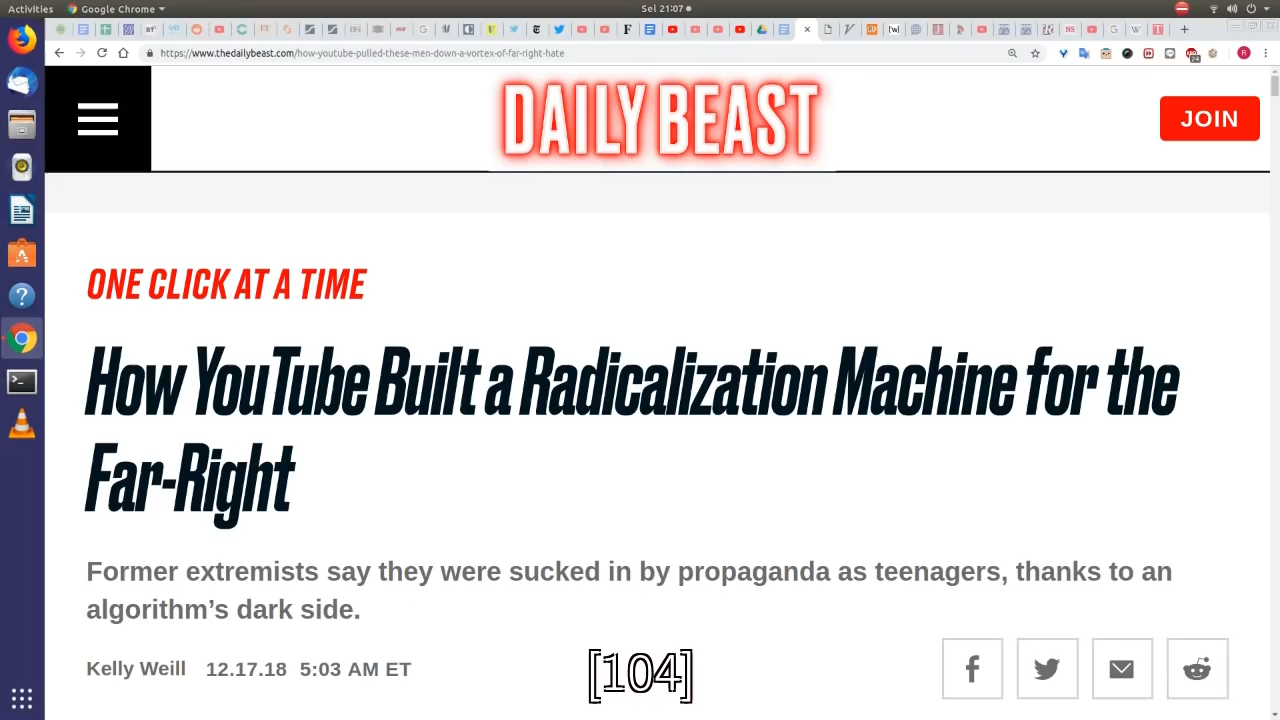 Activities Google Chrome Sel 21:07
https://www.thedailybeast.com/how-youtube-pulled-these-men-down-a-vortex-of-far-right-hate
DAILY BEAST
JOIN
ONE CLICK AT A TIME
How YouTube Built a Radicalization Machine for the
Far-Right
Former extremists say they were sucked in by propaganda as teenagers, thanks to an
algorithm’s dark side.
Kelly Weill 12.17.18 5:03 AM ET
[104]